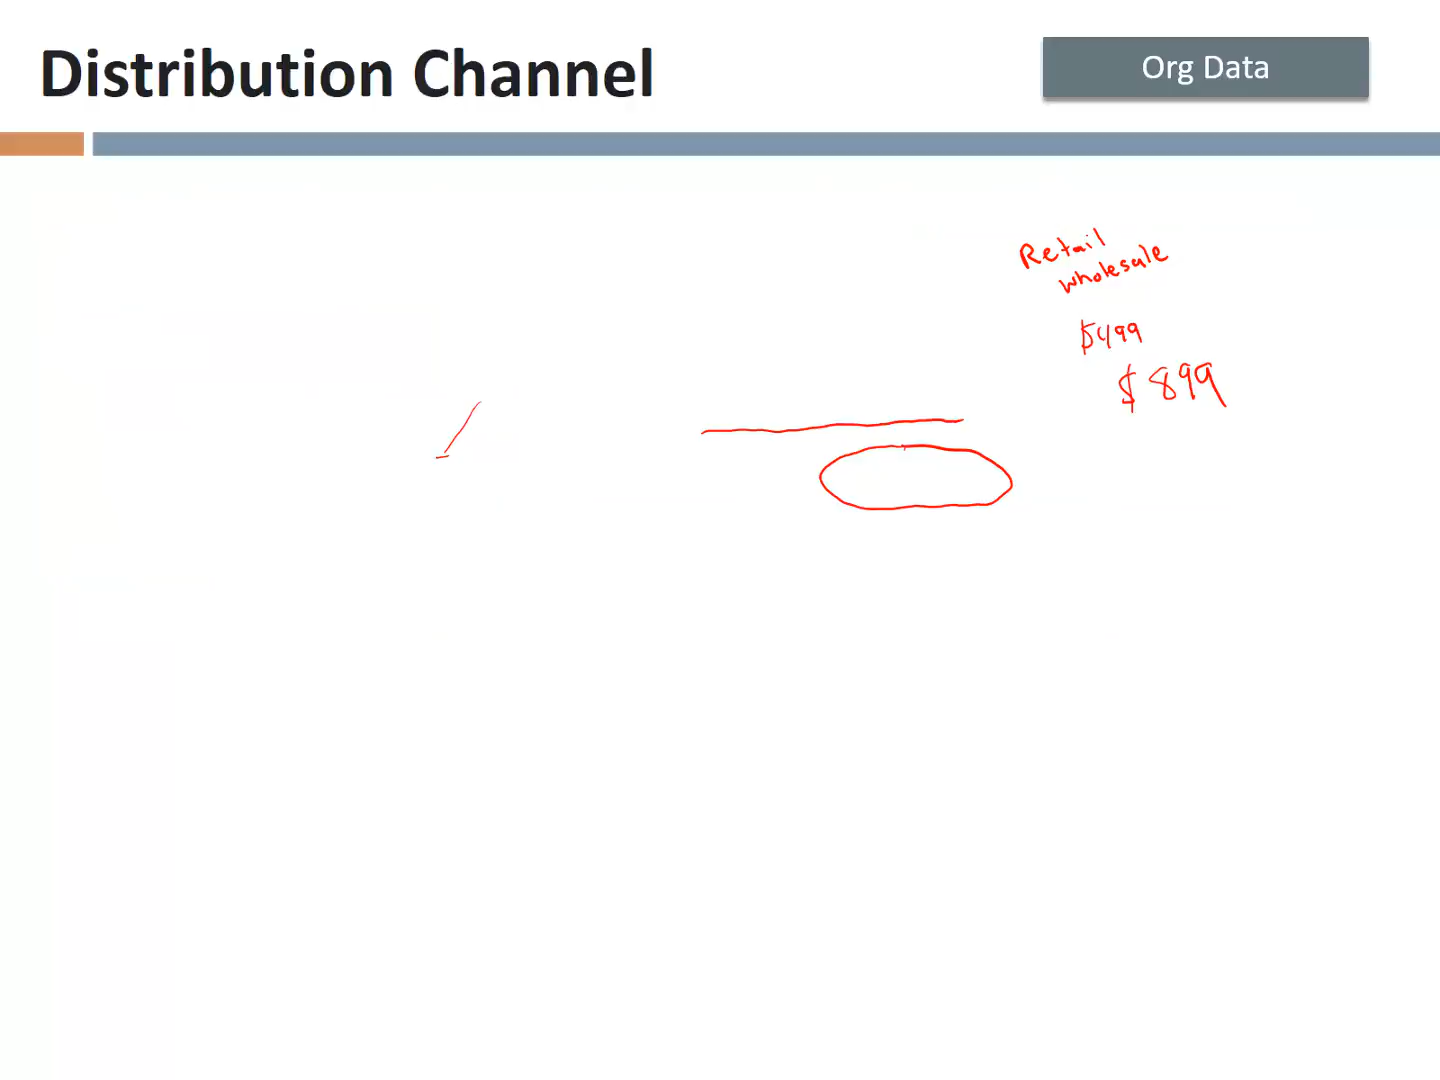 Distribution Channel
Org Data
Retail
wholesale
$499
$899